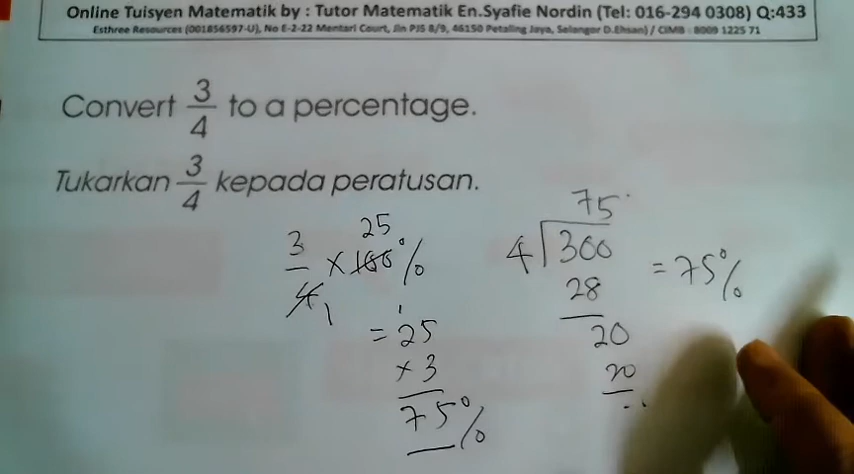 Online Tuisyen Matematik by : Tutor Matematik En.Syafie Nordin (Tel: 016-294 0308) Q:433
Esthree Resources (001856597-U), No E-2-22 Mentari Court, Jln PJS 8/9, 46150 Petaling Jaya, Selangor D.Ehsan) / CIMB : 8009 1225 71
Convert 3/4 to a percentage.
Tukarkan 3/4 kepada peratusan.
25
3/4 × 100%
1
1
= 25
× 3
75%
75
4 300 = 75%
28
20
20
..